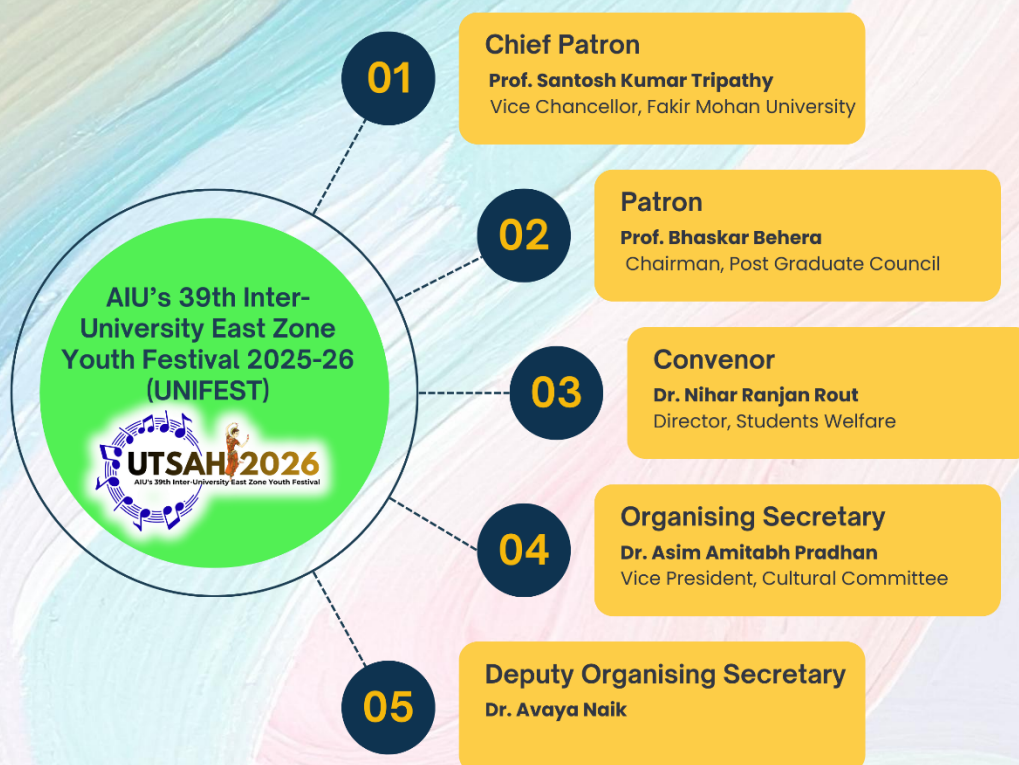 01
Chief Patron
Prof. Santosh Kumar Tripathy
Vice Chancellor, Fakir Mohan University
02
Patron
Prof. Bhaskar Behera
Chairman, Post Graduate Council
AIU's 39th Inter-
University East Zone
Youth Festival 2025-26
(UNIFEST)
UTSAH 2026
AIU's 39th Inter-University East Zone Youth Festival
03
Convenor
Dr. Nihar Ranjan Rout
Director, Students Welfare
04
Organising Secretary
Dr. Asim Amitabh Pradhan
Vice President, Cultural Committee
05
Deputy Organising Secretary
Dr. Avaya Naik